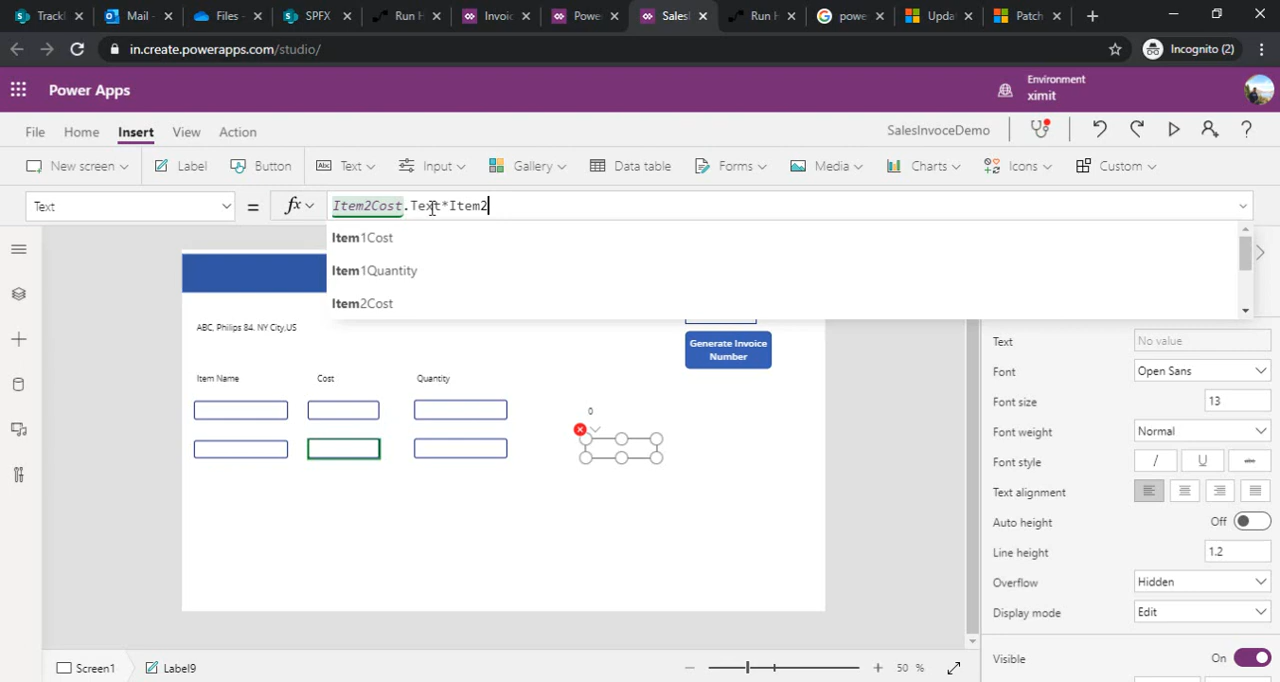 Trackl
Mail -
Files -
SPFX
Run H
Invoic
Power
Sales
Run H
powe
Upda
Patch
in.create.powerapps.com/studio/
Incognito (2)
Power Apps
Environment
ximit
File Home Insert View Action
SalesInvoceDemo
New screen Label Button Text Input Gallery Data table Forms Media Charts Icons Custom
Text = fx Item2Cost.Text*Item2
Item1Cost
Item1Quantity
Item2Cost
ABC, Philips 84, NY City,US
Generate Invoice
Number
Item Name Cost Quantity
0
Text No value
Font Open Sans
Font size 13
Font weight Normal
Font style / U abc
Text alignment
Auto height Off
Line height 1.2
Overflow Hidden
Display mode Edit
Visible On
Screen1 Label9
50 %